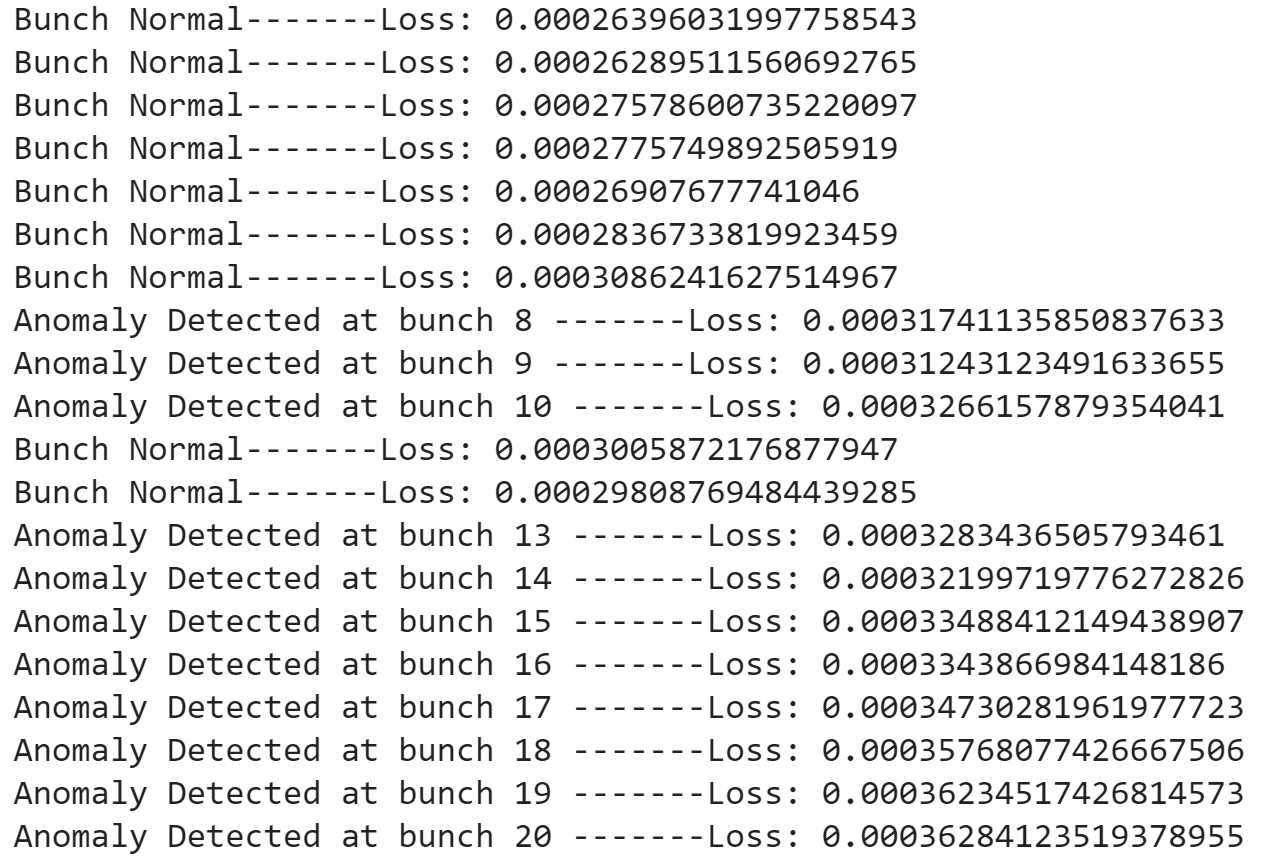 Bunch Normal-------Loss: 0.00026396031997758543
Bunch Normal-------Loss: 0.00026289511560692765
Bunch Normal-------Loss: 0.00027578600735220097
Bunch Normal-------Loss: 0.0002775749892505919
Bunch Normal-------Loss: 0.00026907677741046
Bunch Normal-------Loss: 0.0002836733819923459
Bunch Normal-------Loss: 0.0003086241627514967
Anomaly Detected at bunch 8 -------Loss: 0.00031741135850837633
Anomaly Detected at bunch 9 -------Loss: 0.00031243123491633655
Anomaly Detected at bunch 10 -------Loss: 0.0003266157879354041
Bunch Normal-------Loss: 0.0003005872176877947
Bunch Normal-------Loss: 0.00029808769484439285
Anomaly Detected at bunch 13 -------Loss: 0.0003283436505793461
Anomaly Detected at bunch 14 -------Loss: 0.00032199719776272826
Anomaly Detected at bunch 15 -------Loss: 0.00033488412149438907
Anomaly Detected at bunch 16 -------Loss: 0.0003343866984148186
Anomaly Detected at bunch 17 -------Loss: 0.00034730281961977723
Anomaly Detected at bunch 18 -------Loss: 0.00035768077426667506
Anomaly Detected at bunch 19 -------Loss: 0.00036234517426814573
Anomaly Detected at bunch 20 -------Loss: 0.00036284123519378955